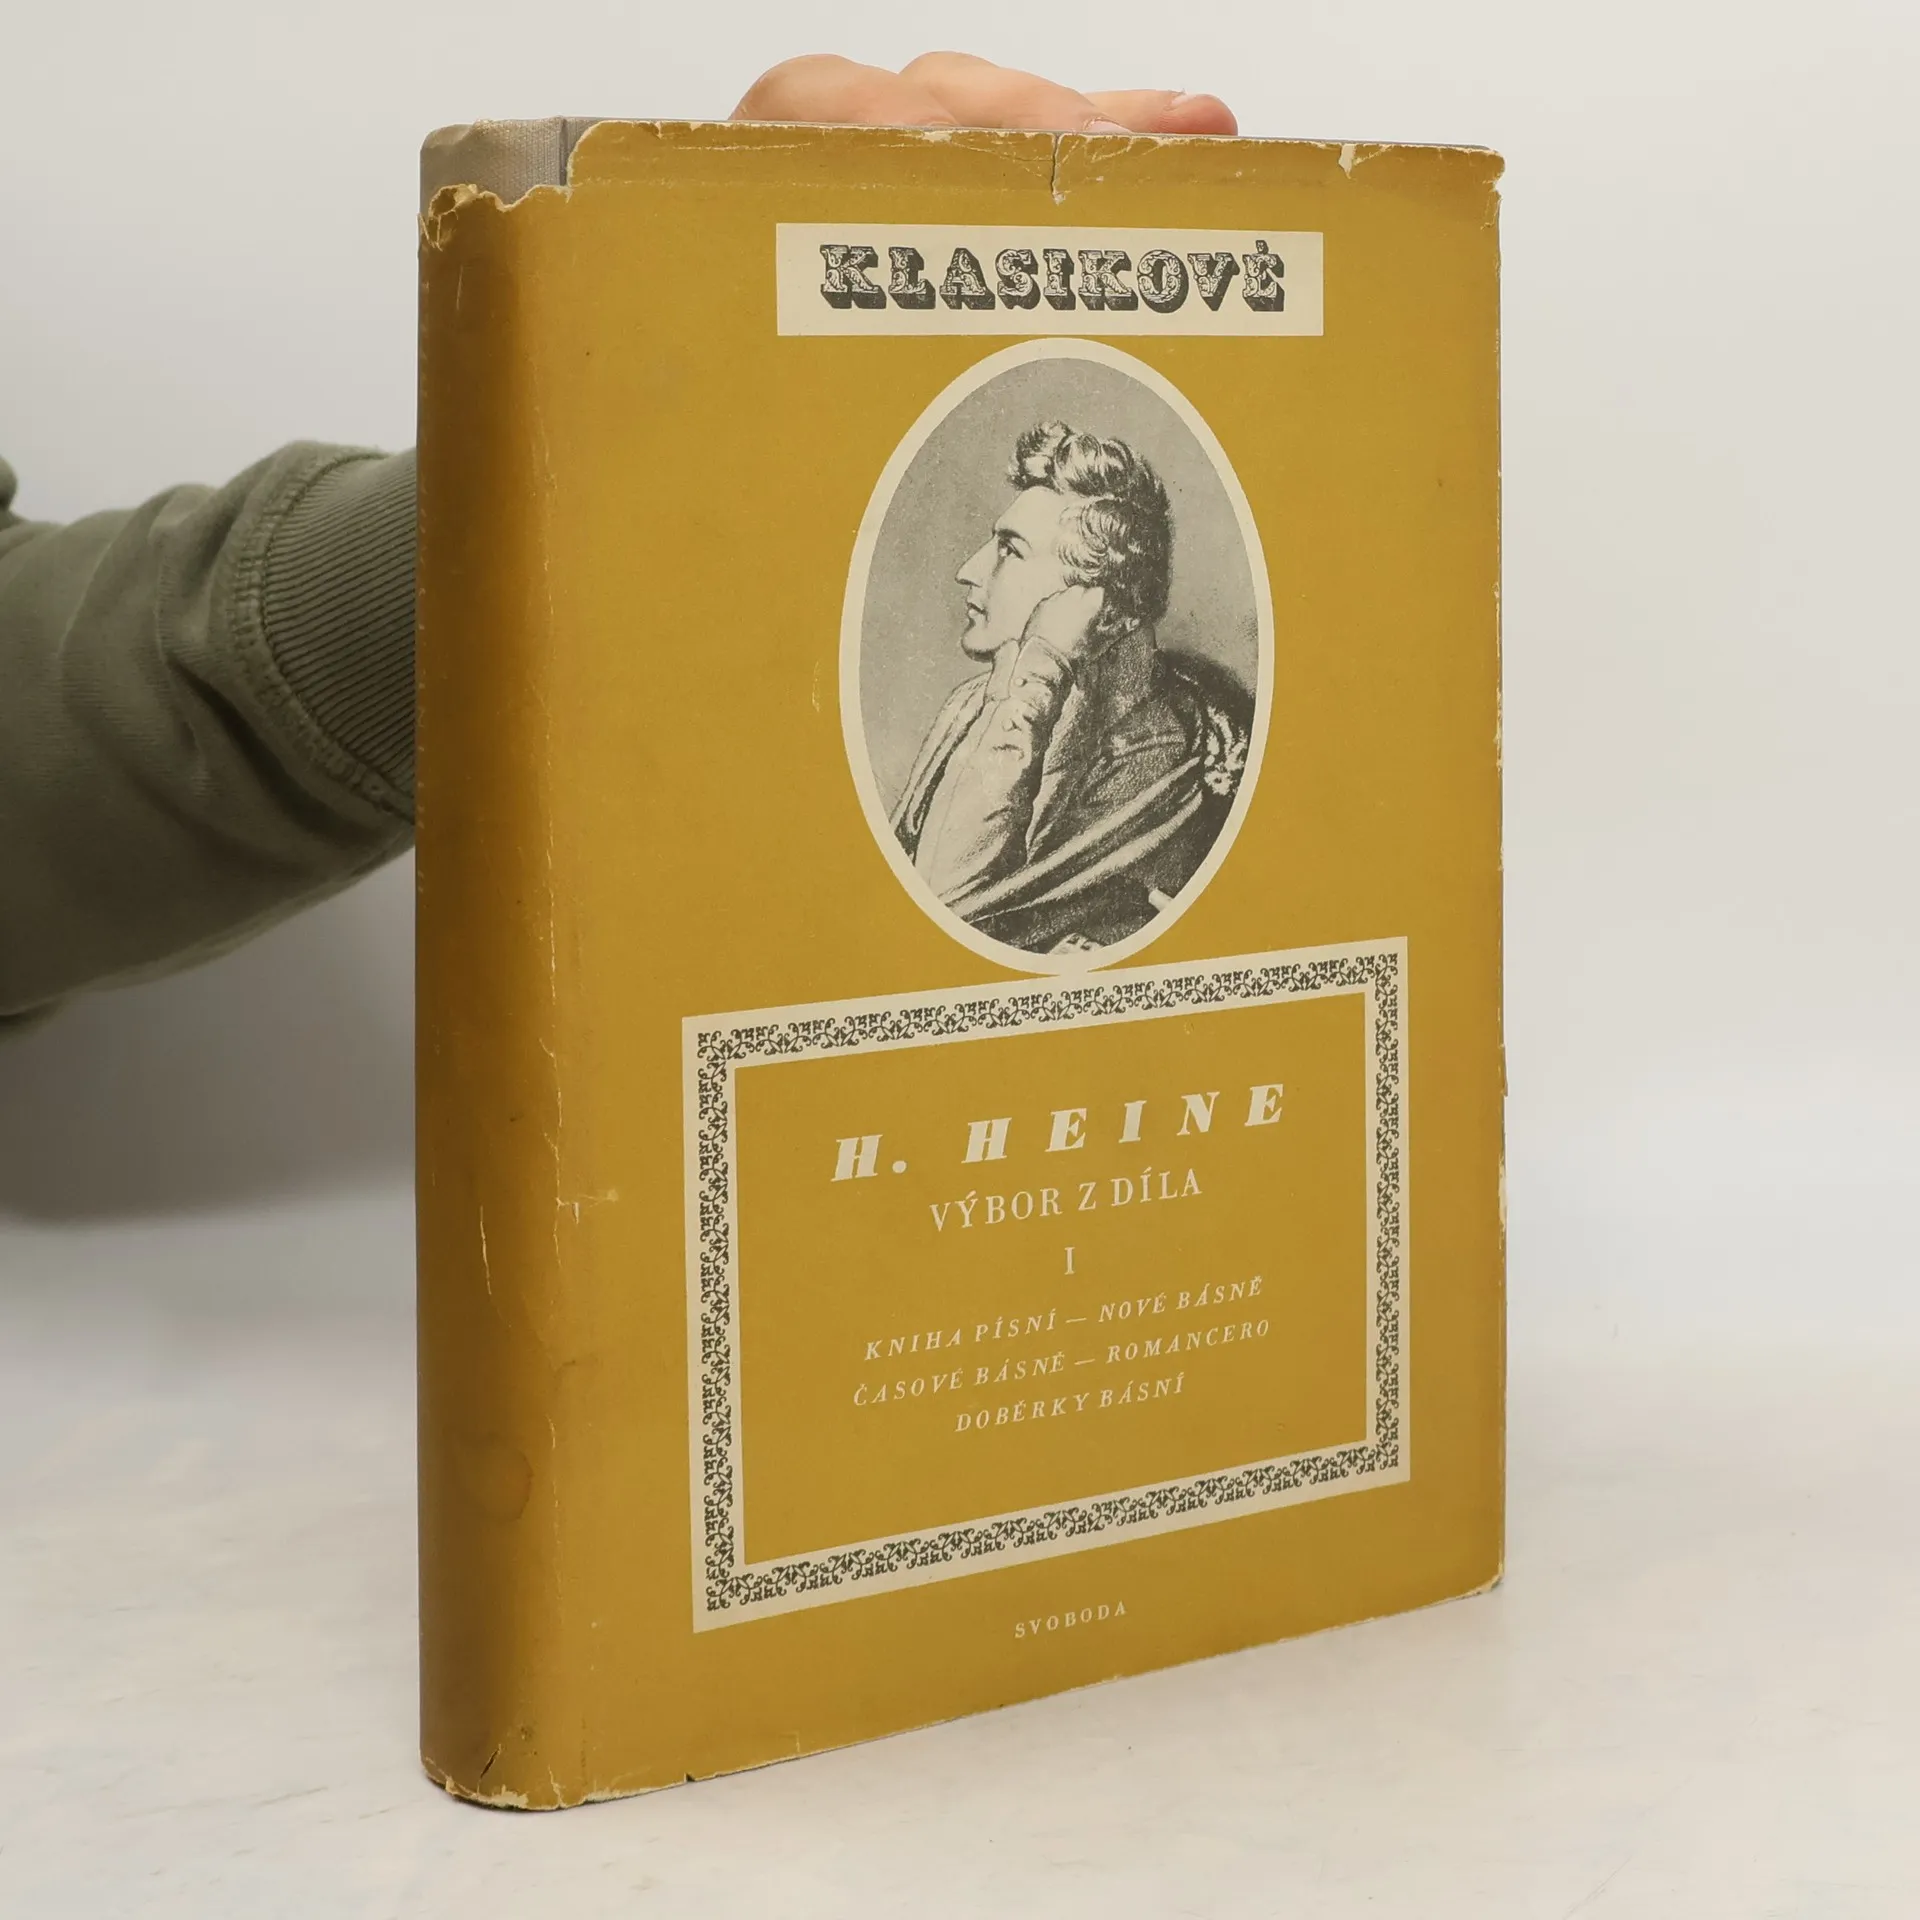 KLASIKOVÉ
H. HEINE
VÝBOR Z DÍLA
I
KNIHA PÍSNÍ — NOVÉ BÁSNĚ
ČASOVÉ BÁSNĚ — ROMANCERO
DOBĚRKY BÁSNÍ
SVOBODA